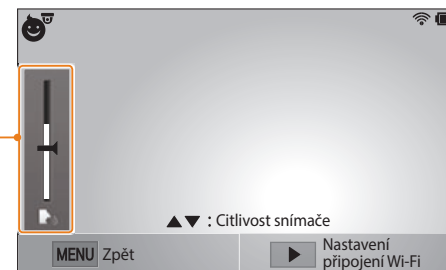 ▲▼ : Citlivost snímače
MENU Zpět
Nastavení
připojení Wi-Fi